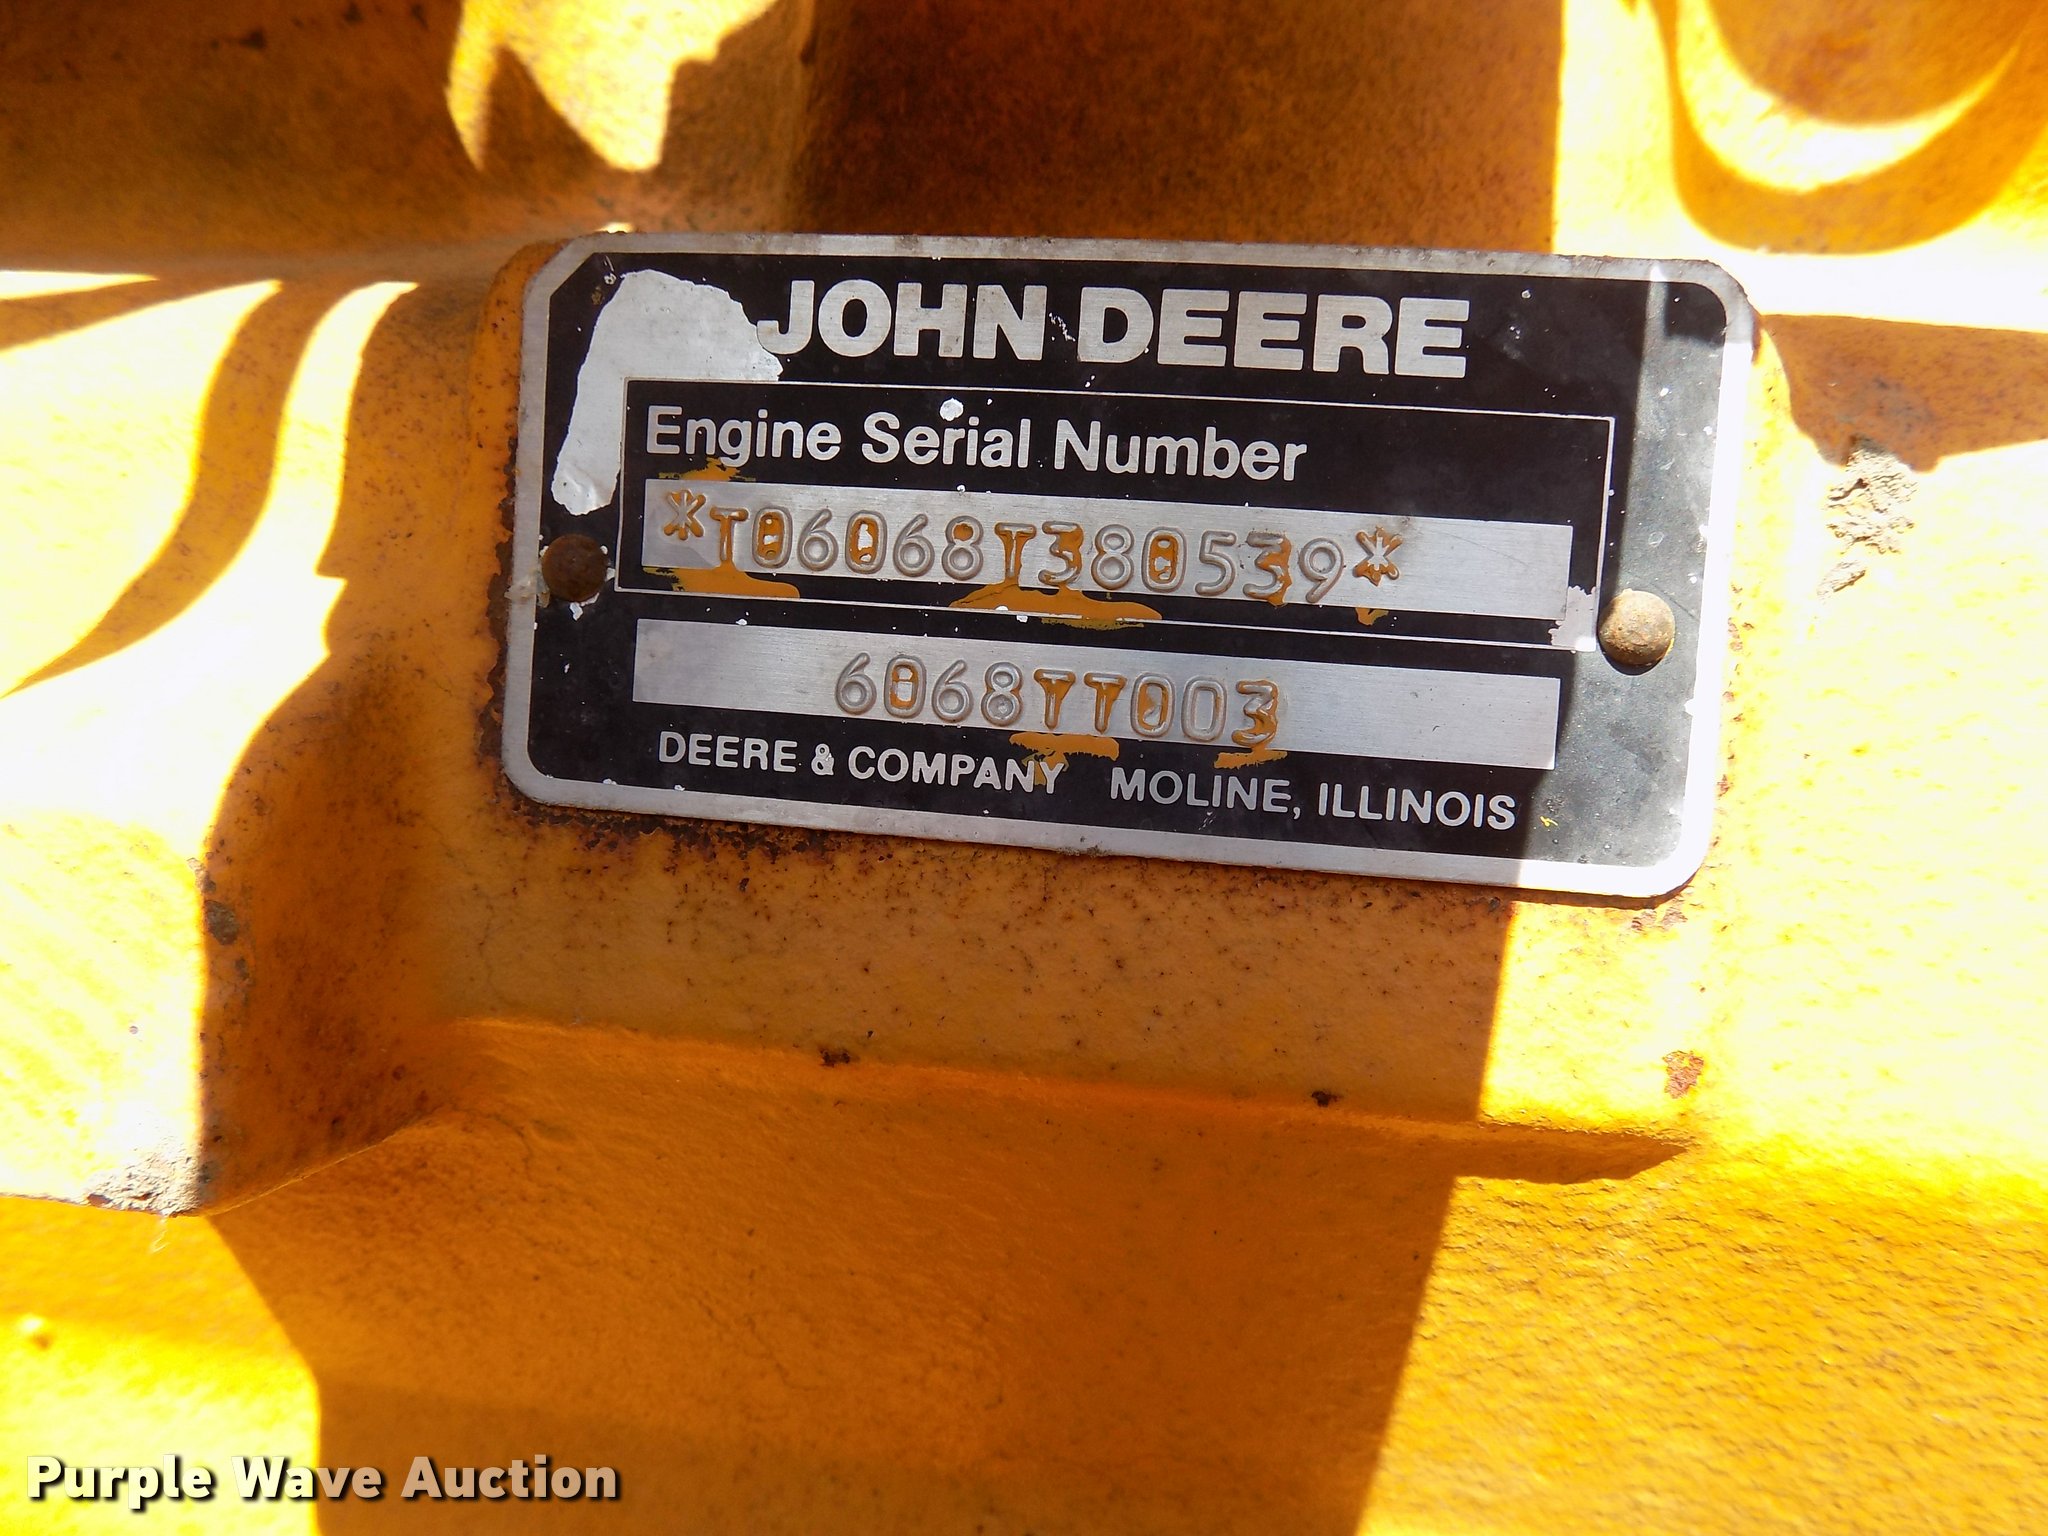 JOHN DEERE
Engine Serial Number
*T06068T380539*
6068TT003
DEERE & COMPANY MOLINE, ILLINOIS
Purple Wave Auction